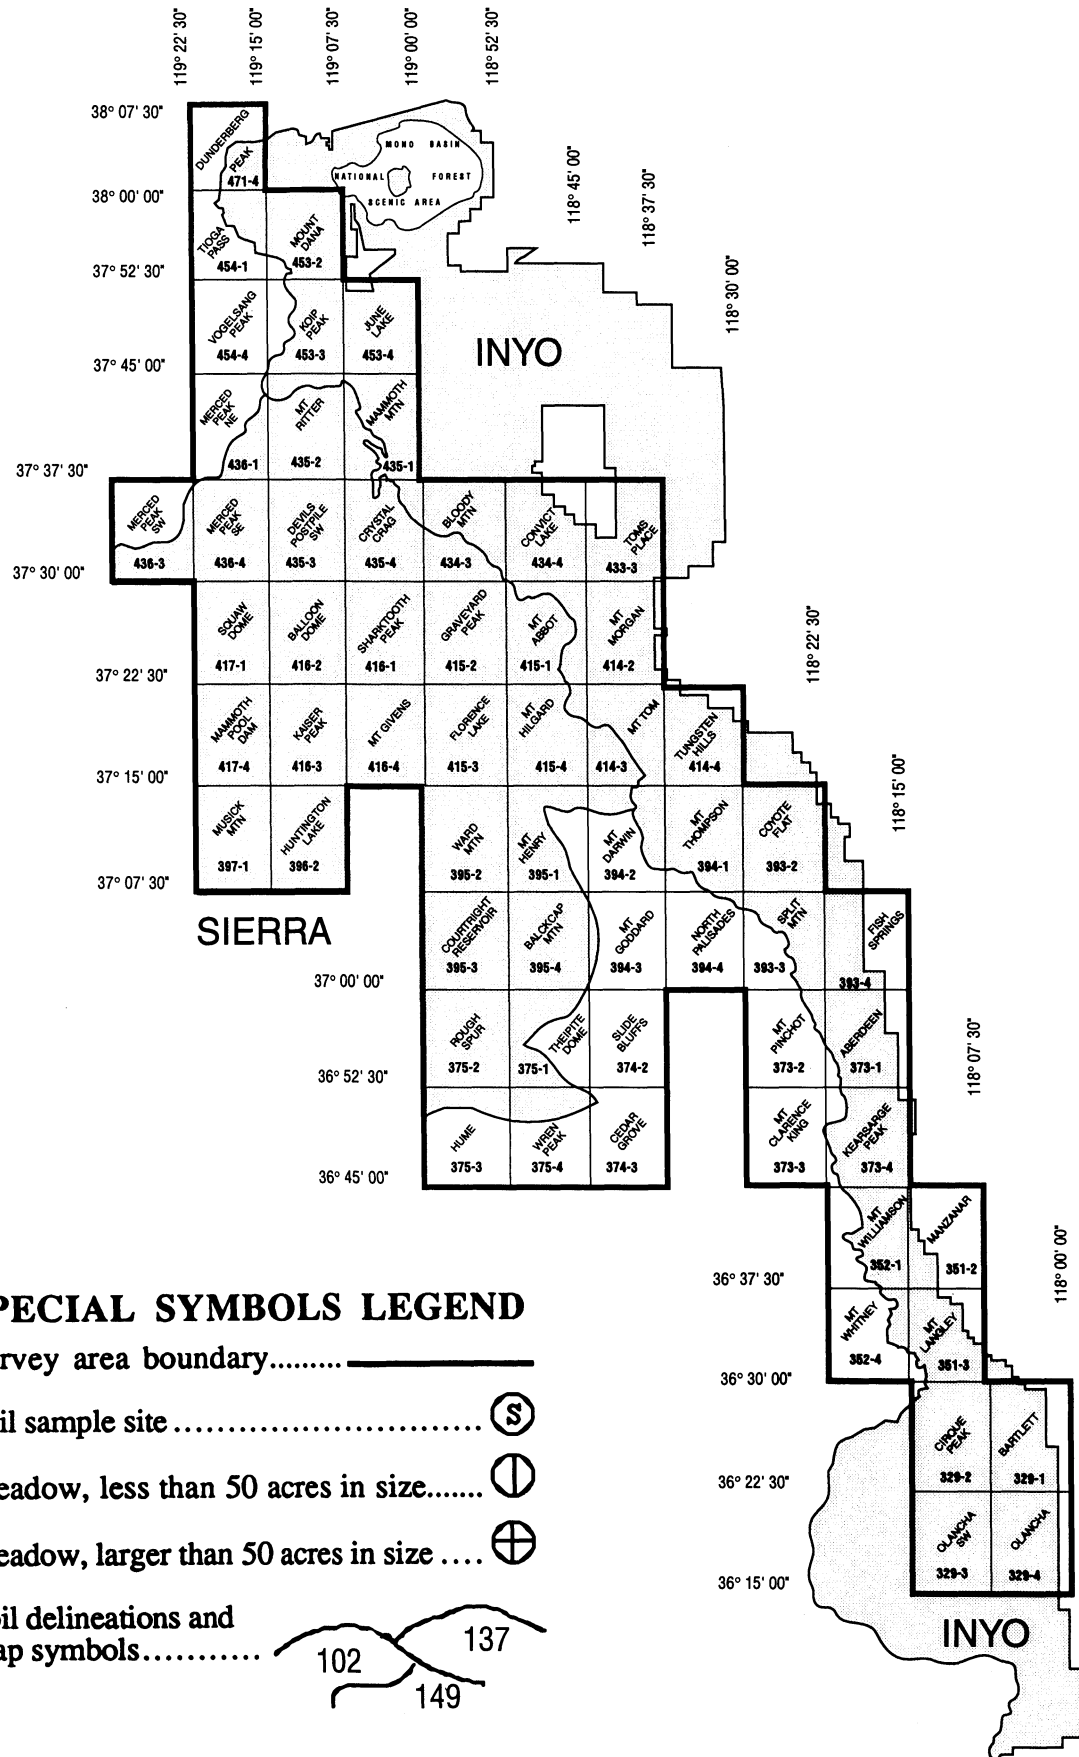 119° 22' 30"
119° 15' 00"
119° 07' 30"
119° 00' 00"
118° 52' 30"
38° 07' 30"
DUNDERBERG
PEAK
471-4
MONO BASIN
NATIONAL FOREST
SCENIC AREA
118° 45' 00"
118° 37' 30"
118° 30' 00"
38° 00' 00"
TIOGA
PASS
454-1
MOUNT
DANA
453-2
37° 52' 30"
VOGELSANG
PEAK
454-4
KOIP
PEAK
453-3
JUNE
LAKE
453-4
INYO
37° 45' 00"
MERCED
PEAK
NE
436-1
MT
RITTER
435-2
MAMMOTH
MTN
435-1
37° 37' 30"
MERCED
PEAK
SW
436-3
MERCED
PEAK
SE
436-4
DEVILS
POSTPILE
SW
435-3
CRYSTAL
CRAG
435-4
BLOODY
MTN
434-3
CONVICT
LAKE
434-4
TOMS
PLACE
433-3
37° 30' 00"
SQUAW
DOME
417-1
BALLOON
DOME
416-2
SHARKTOOTH
PEAK
416-1
GRAVEYARD
PEAK
415-2
MT
ABBOT
415-1
MT
MORGAN
414-2
118° 22' 30"
37° 22' 30"
MAMMOTH
POOL
DAM
417-4
KAISER
PEAK
416-3
MT GIVENS
416-4
FLORENCE
LAKE
415-3
MT
HILGARD
415-4
MT TOM
414-3
TUNGSTEN
HILLS
414-4
118° 15' 00"
37° 15' 00"
MUSICK
MTN
397-1
HUNTINGTON
LAKE
396-2
WARD
MTN
395-2
MT
HENRY
395-1
MT
DARWIN
394-2
MT
THOMPSON
394-1
COYOTE
FLAT
393-2
37° 07' 30"
SIERRA
COURTRIGHT
RESERVOIR
395-3
BALCKCAP
MTN
395-4
MT
GODDARD
394-3
NORTH
PALISADES
394-4
SPLIT
MTN
393-3
FISH
SPRINGS
393-4
37° 00' 00"
ROUGH
SPUR
375-2
THEIPITE
DOME
375-1
SLIDE
BLUFFS
374-2
MT
PINCHOT
373-2
ABERDEEN
373-1
118° 07' 30"
36° 52' 30"
HUME
375-3
WREN
PEAK
375-4
CEDAR
GROVE
374-3
MT
CLARENCE
KING
373-3
KEARSARGE
PEAK
373-4
36° 45' 00"
MT
WILLIAMSON
352-1
MANZANAR
351-2
118° 00' 00"
36° 37' 30"
MT
WHITNEY
352-4
MT
LANGLEY
351-3
36° 30' 00"
CIRQUE
PEAK
329-2
BARTLETT
329-1
36° 22' 30"
OLANCHA
SW
329-3
OLANCHA
329-4
36° 15' 00"
INYO
PECIAL SYMBOLS LEGEND
rvey area boundary.........
il sample site ............................. S
eadow, less than 50 acres in size.......
eadow, larger than 50 acres in size ....
oil delineations and
ap symbols...........
102
137
149